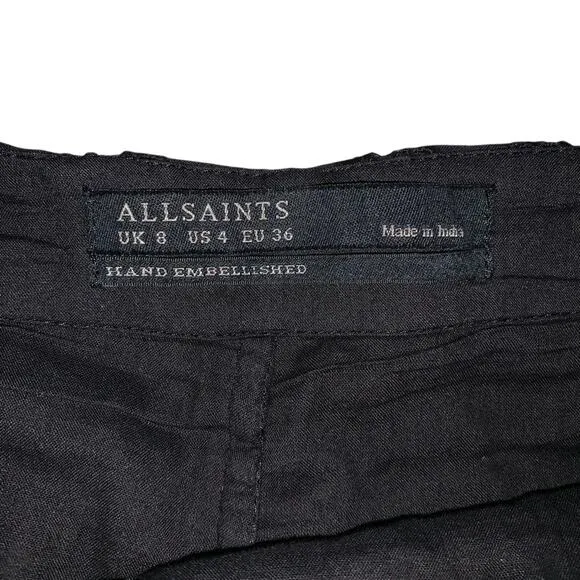 ALLSAINTS
UK 8 US 4 EU 36 Made in India
HAND EMBELLISHED